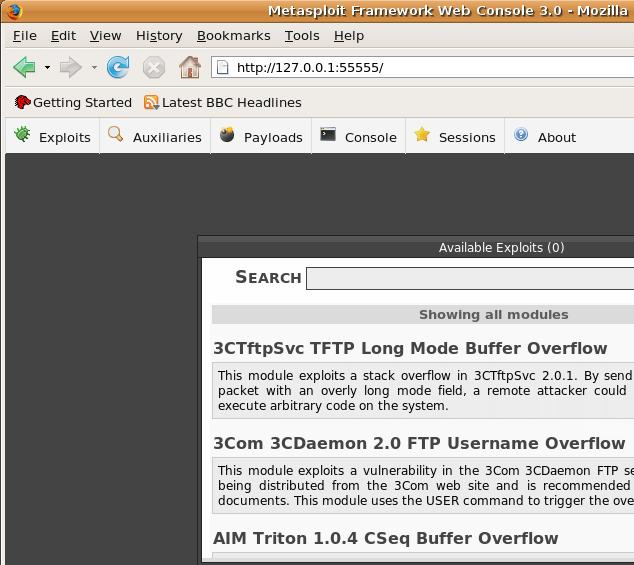 Metasploit Framework Web Console 3.0 - Mozilla
File Edit View History Bookmarks Tools Help
http://127.0.0.1:55555/
Getting Started Latest BBC Headlines
Exploits Auxiliaries Payloads Console Sessions About
Available Exploits (0)
SEARCH
Showing all modules
3CTftpSvc TFTP Long Mode Buffer Overflow
This module exploits a stack overflow in 3CTftpSvc 2.0.1. By send
packet with an overly long mode field, a remote attacker could
execute arbitrary code on the system.
3Com 3CDaemon 2.0 FTP Username Overflow
This module exploits a vulnerability in the 3Com 3CDaemon FTP se
being distributed from the 3Com web site and is recommended
documents. This module uses the USER command to trigger the ove
AIM Triton 1.0.4 CSeq Buffer Overflow